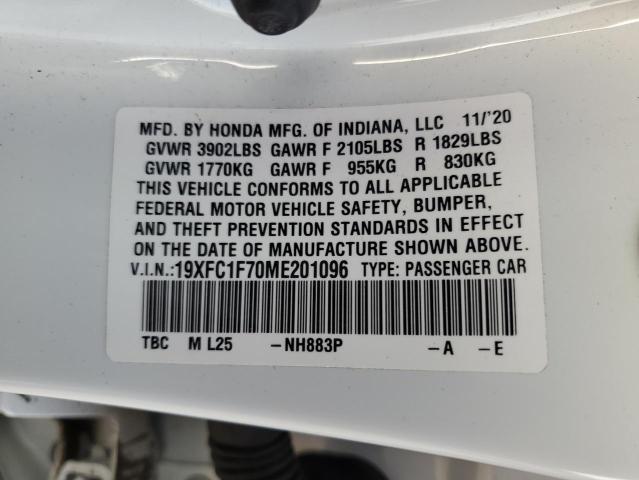 MFD. BY HONDA MFG. OF INDIANA, LLC 11/'20
GVWR 3902LBS GAWR F 2105LBS R 1829LBS
GVWR 1770KG GAWR F 955KG R 830KG
THIS VEHICLE CONFORMS TO ALL APPLICABLE
FEDERAL MOTOR VEHICLE SAFETY, BUMPER,
AND THEFT PREVENTION STANDARDS IN EFFECT
ON THE DATE OF MANUFACTURE SHOWN ABOVE.
V.I.N.:19XFC1F70ME201096 TYPE: PASSENGER CAR
TBC M L25 -NH883P -A -E